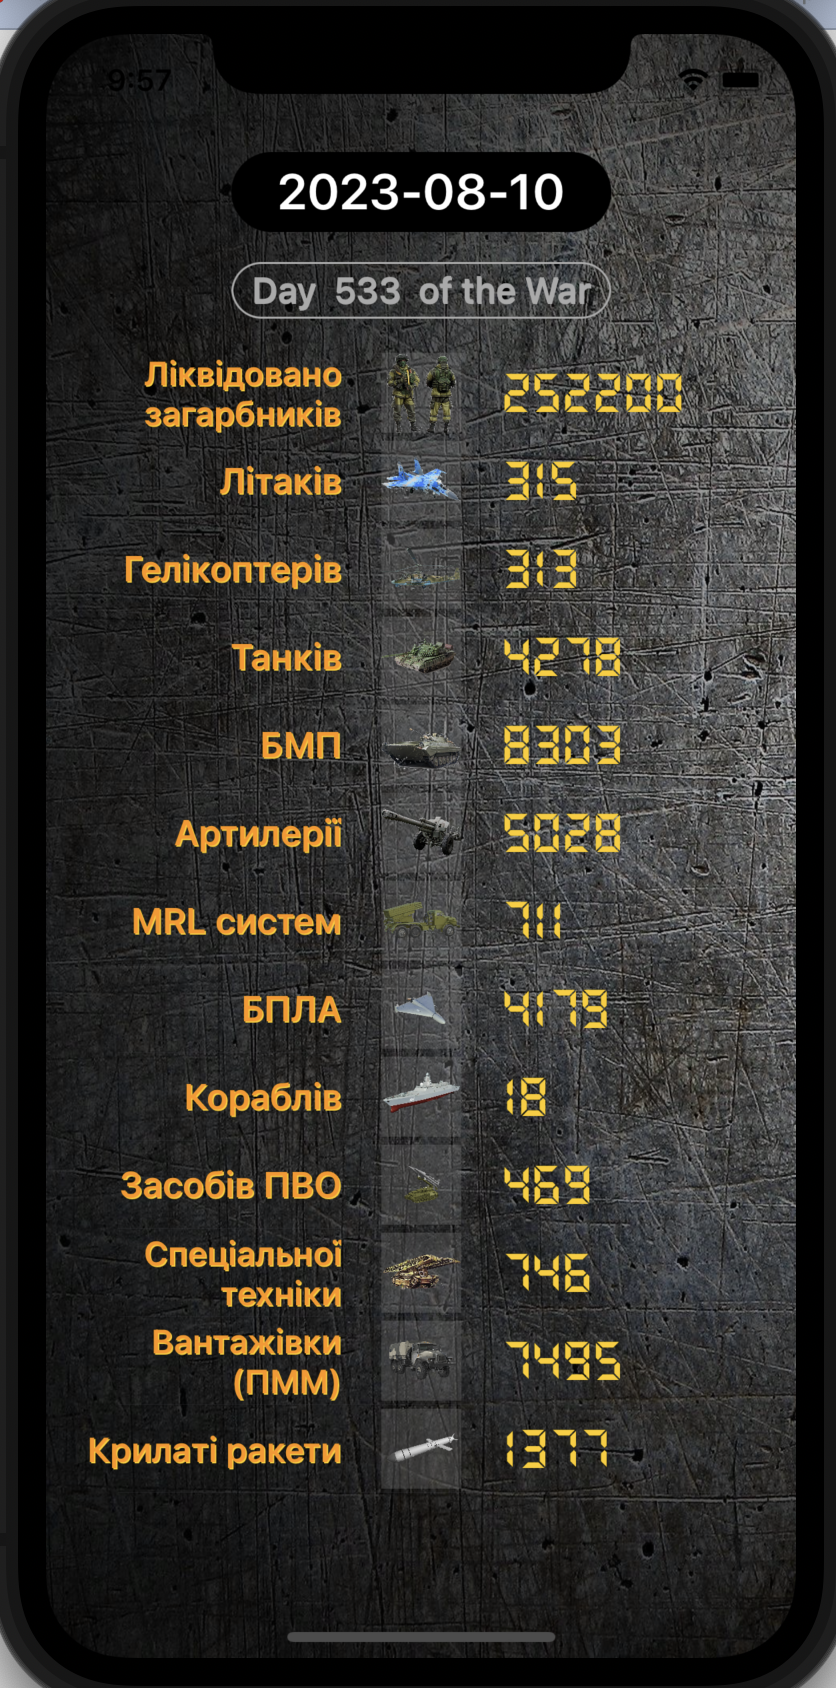 9:57
2023-08-10
Day 533 of the War
Ліквідовано
загарбників
252200
Літаків
315
Гелікоптерів
313
Танків
4278
БМП
8303
Артилерії
5028
MRL систем
711
БПЛА
4179
Кораблів
18
Засобів ПВО
469
Спеціальної
техніки
746
Вантажівки
(ПММ)
7495
Крилаті ракети
1377